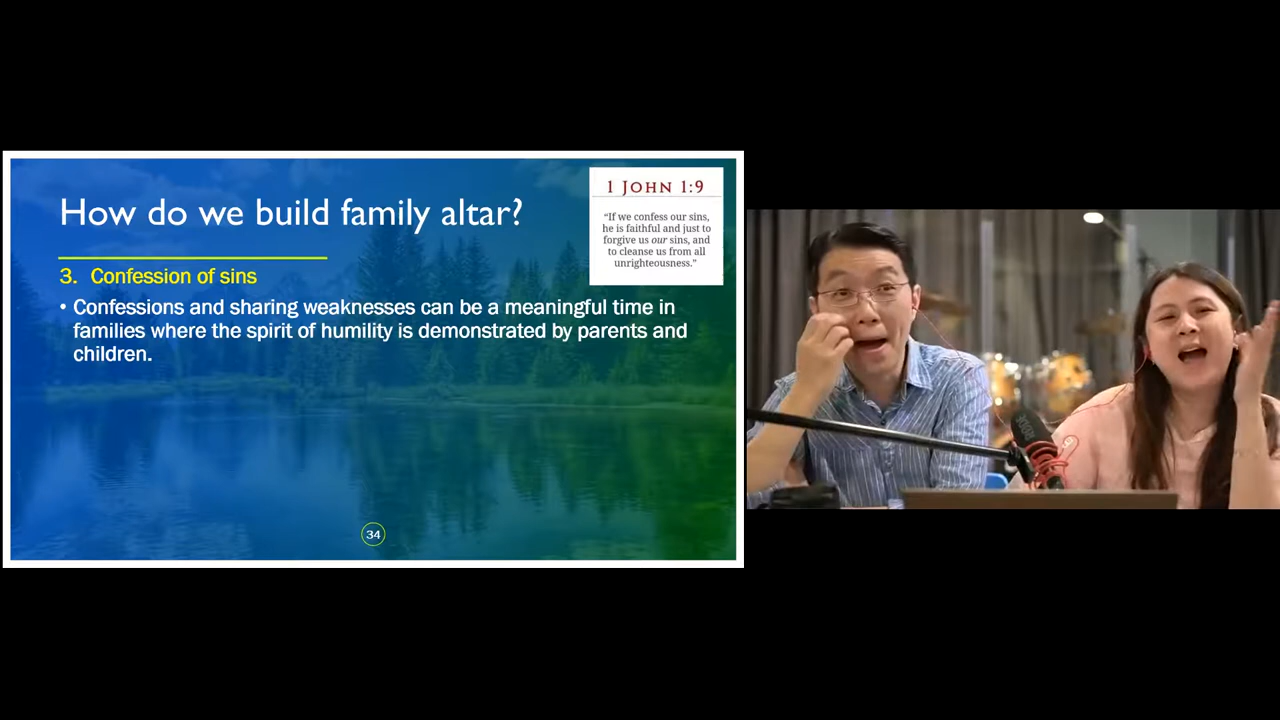 How do we build family altar?
1 JOHN 1:9
“If we confess our sins,
he is faithful and just to
forgive us our sins, and
to cleanse us from all
unrighteousness.”
3. Confession of sins
• Confessions and sharing weaknesses can be a meaningful time in
families where the spirit of humility is demonstrated by parents and
children.
34
RODE